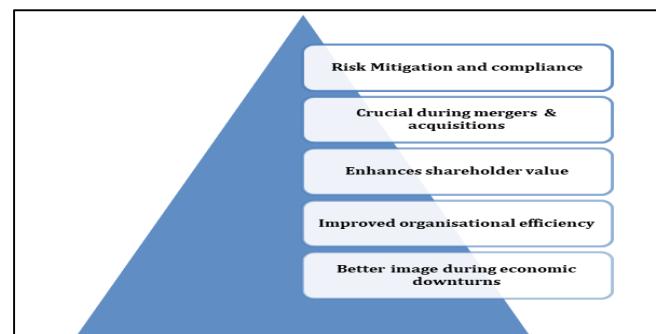 Risk Mitigation and compliance
Crucial during mergers &
acquisitions
Enhances shareholder value
Improved organisational efficiency
Better image during economic
downturns